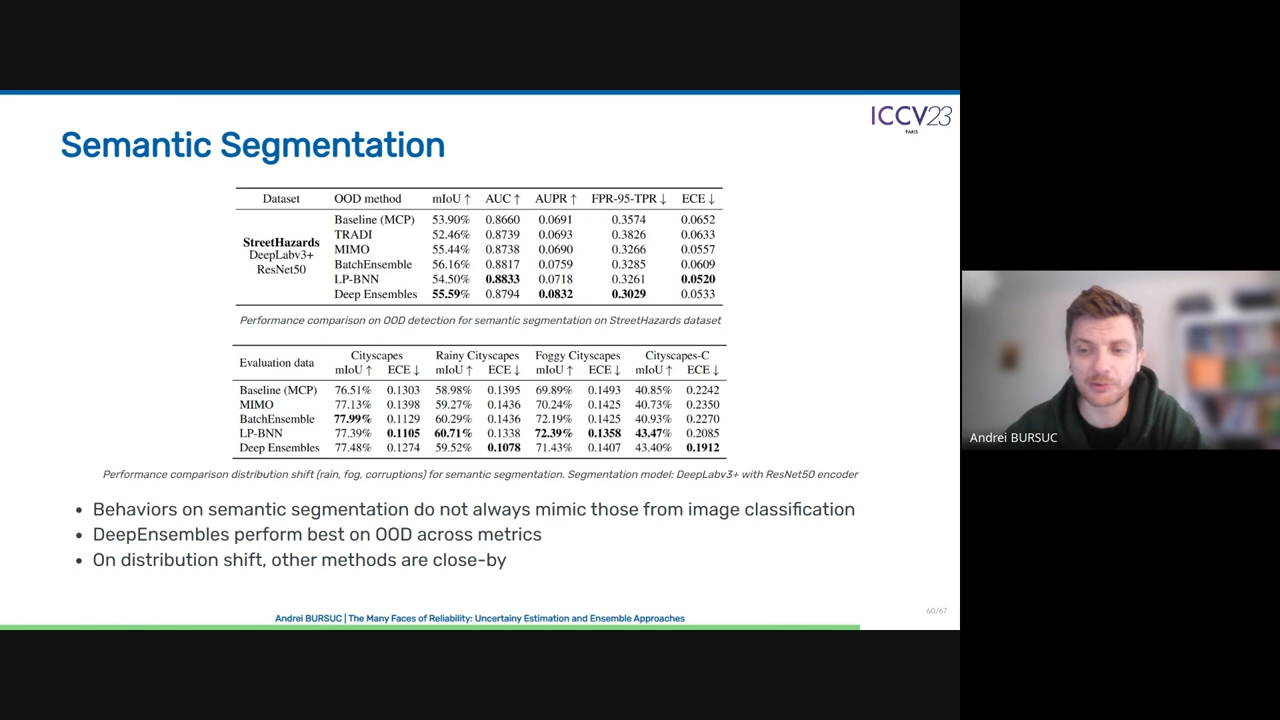 ICCV23
PARIS
Semantic Segmentation
Dataset OOD method mIoU ↑ AUC ↑ AUPR ↑ FPR-95-TPR ↓ ECE ↓
StreetHazards
DeepLabv3+
ResNet50
Baseline (MCP) 53.90% 0.8660 0.0691 0.3574 0.0652
TRADI 52.46% 0.8739 0.0693 0.3826 0.0633
MIMO 55.44% 0.8738 0.0690 0.3266 0.0557
BatchEnsemble 56.16% 0.8817 0.0759 0.3285 0.0609
LP-BNN 54.50% 0.8833 0.0718 0.3261 0.0520
Deep Ensembles 55.59% 0.8794 0.0832 0.3029 0.0533
Performance comparison on OOD detection for semantic segmentation on StreetHazards dataset
Evaluation data Cityscapes Rainy Cityscapes Foggy Cityscapes Cityscapes-C
mIoU ↑ ECE ↓ mIoU ↑ ECE ↓ mIoU ↑ ECE ↓ mIoU ↑ ECE ↓
Baseline (MCP) 76.51% 0.1303 58.98% 0.1395 69.89% 0.1493 40.85% 0.2242
MIMO 77.13% 0.1398 59.27% 0.1436 70.24% 0.1425 40.73% 0.2350
BatchEnsemble 77.99% 0.1129 60.29% 0.1436 72.19% 0.1425 40.93% 0.2270
LP-BNN 77.39% 0.1105 60.71% 0.1338 72.39% 0.1358 43.47% 0.2085
Deep Ensembles 77.48% 0.1274 59.52% 0.1078 71.43% 0.1407 43.40% 0.1912
Performance comparison distribution shift (rain, fog, corruptions) for semantic segmentation. Segmentation model: DeepLabv3+ with ResNet50 encoder
• Behaviors on semantic segmentation do not always mimic those from image classification
• DeepEnsembles perform best on OOD across metrics
• On distribution shift, other methods are close-by
60/67
Andrei BURSUC | The Many Faces of Reliability: Uncertainy Estimation and Ensemble Approaches
Andrei BURSUC